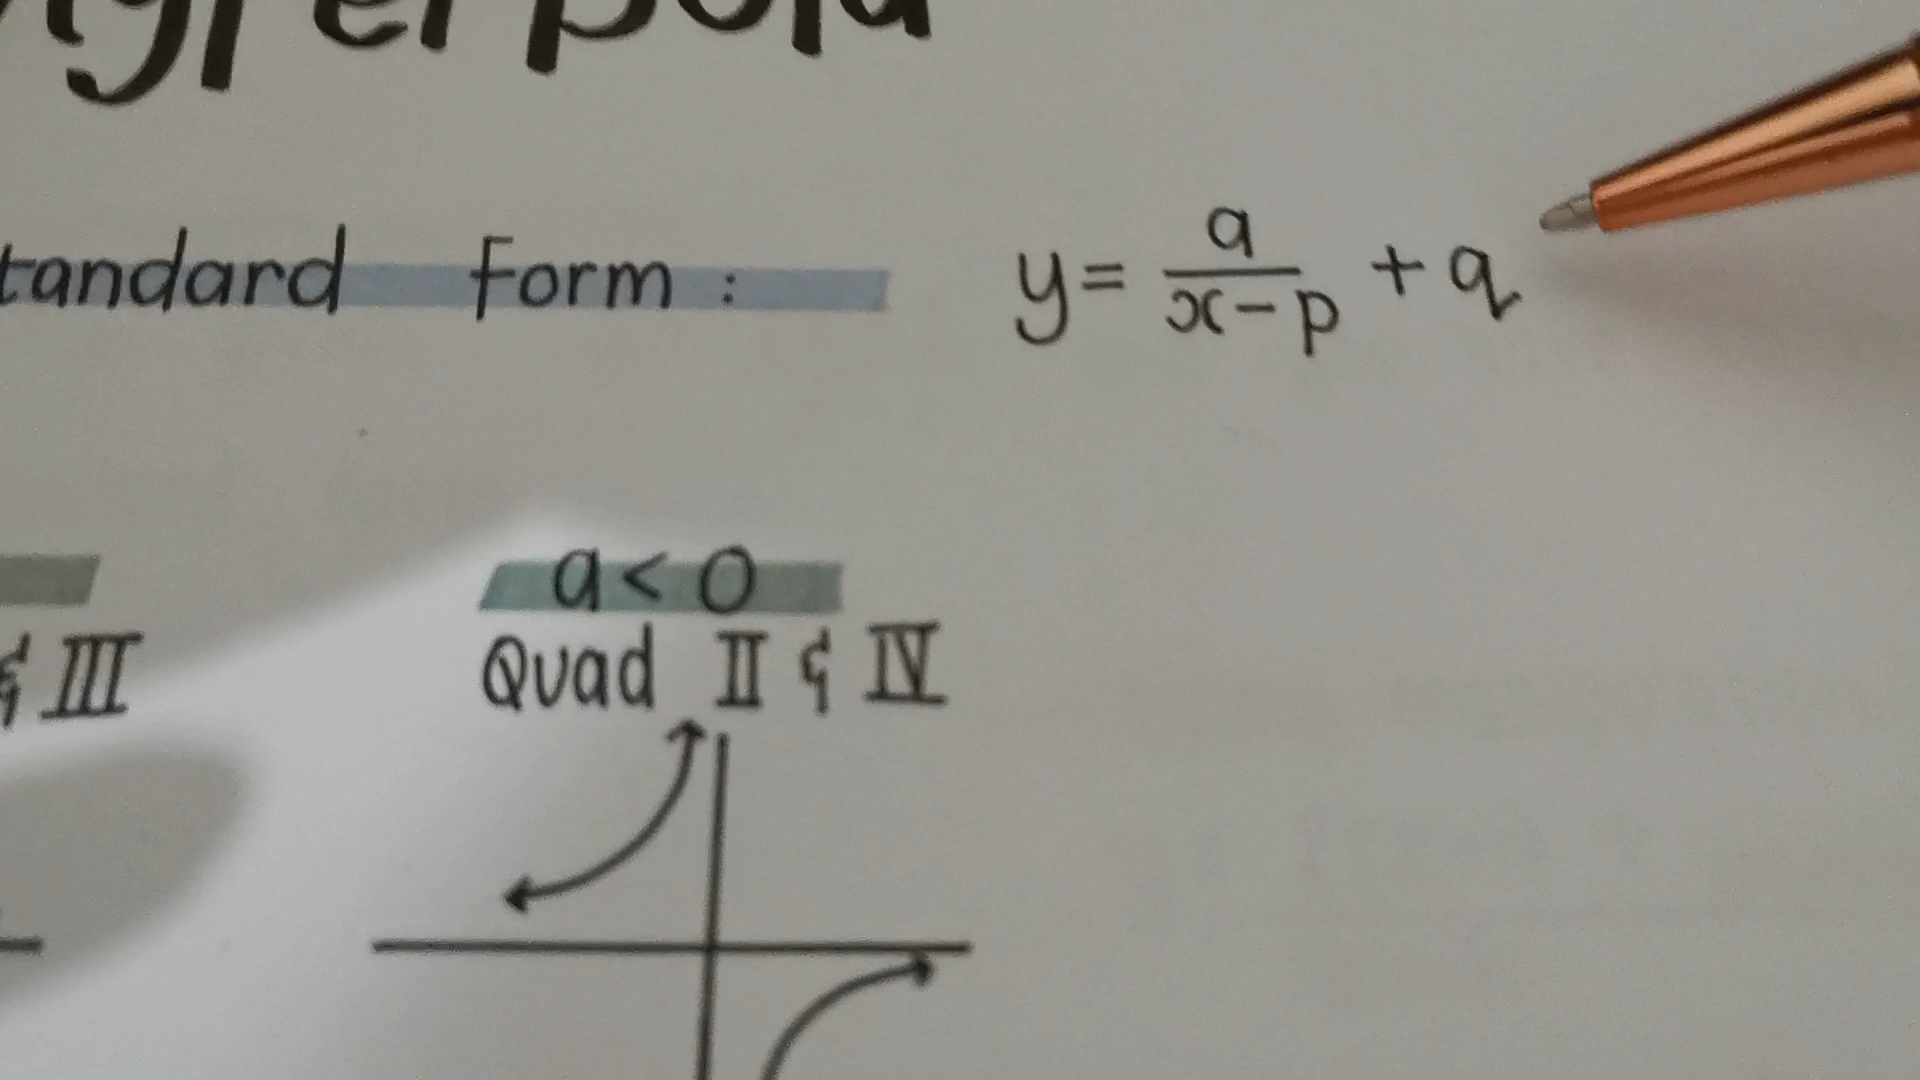 tandard Form : y = a/(x-p) + q
a < 0
& III Quad II & IV